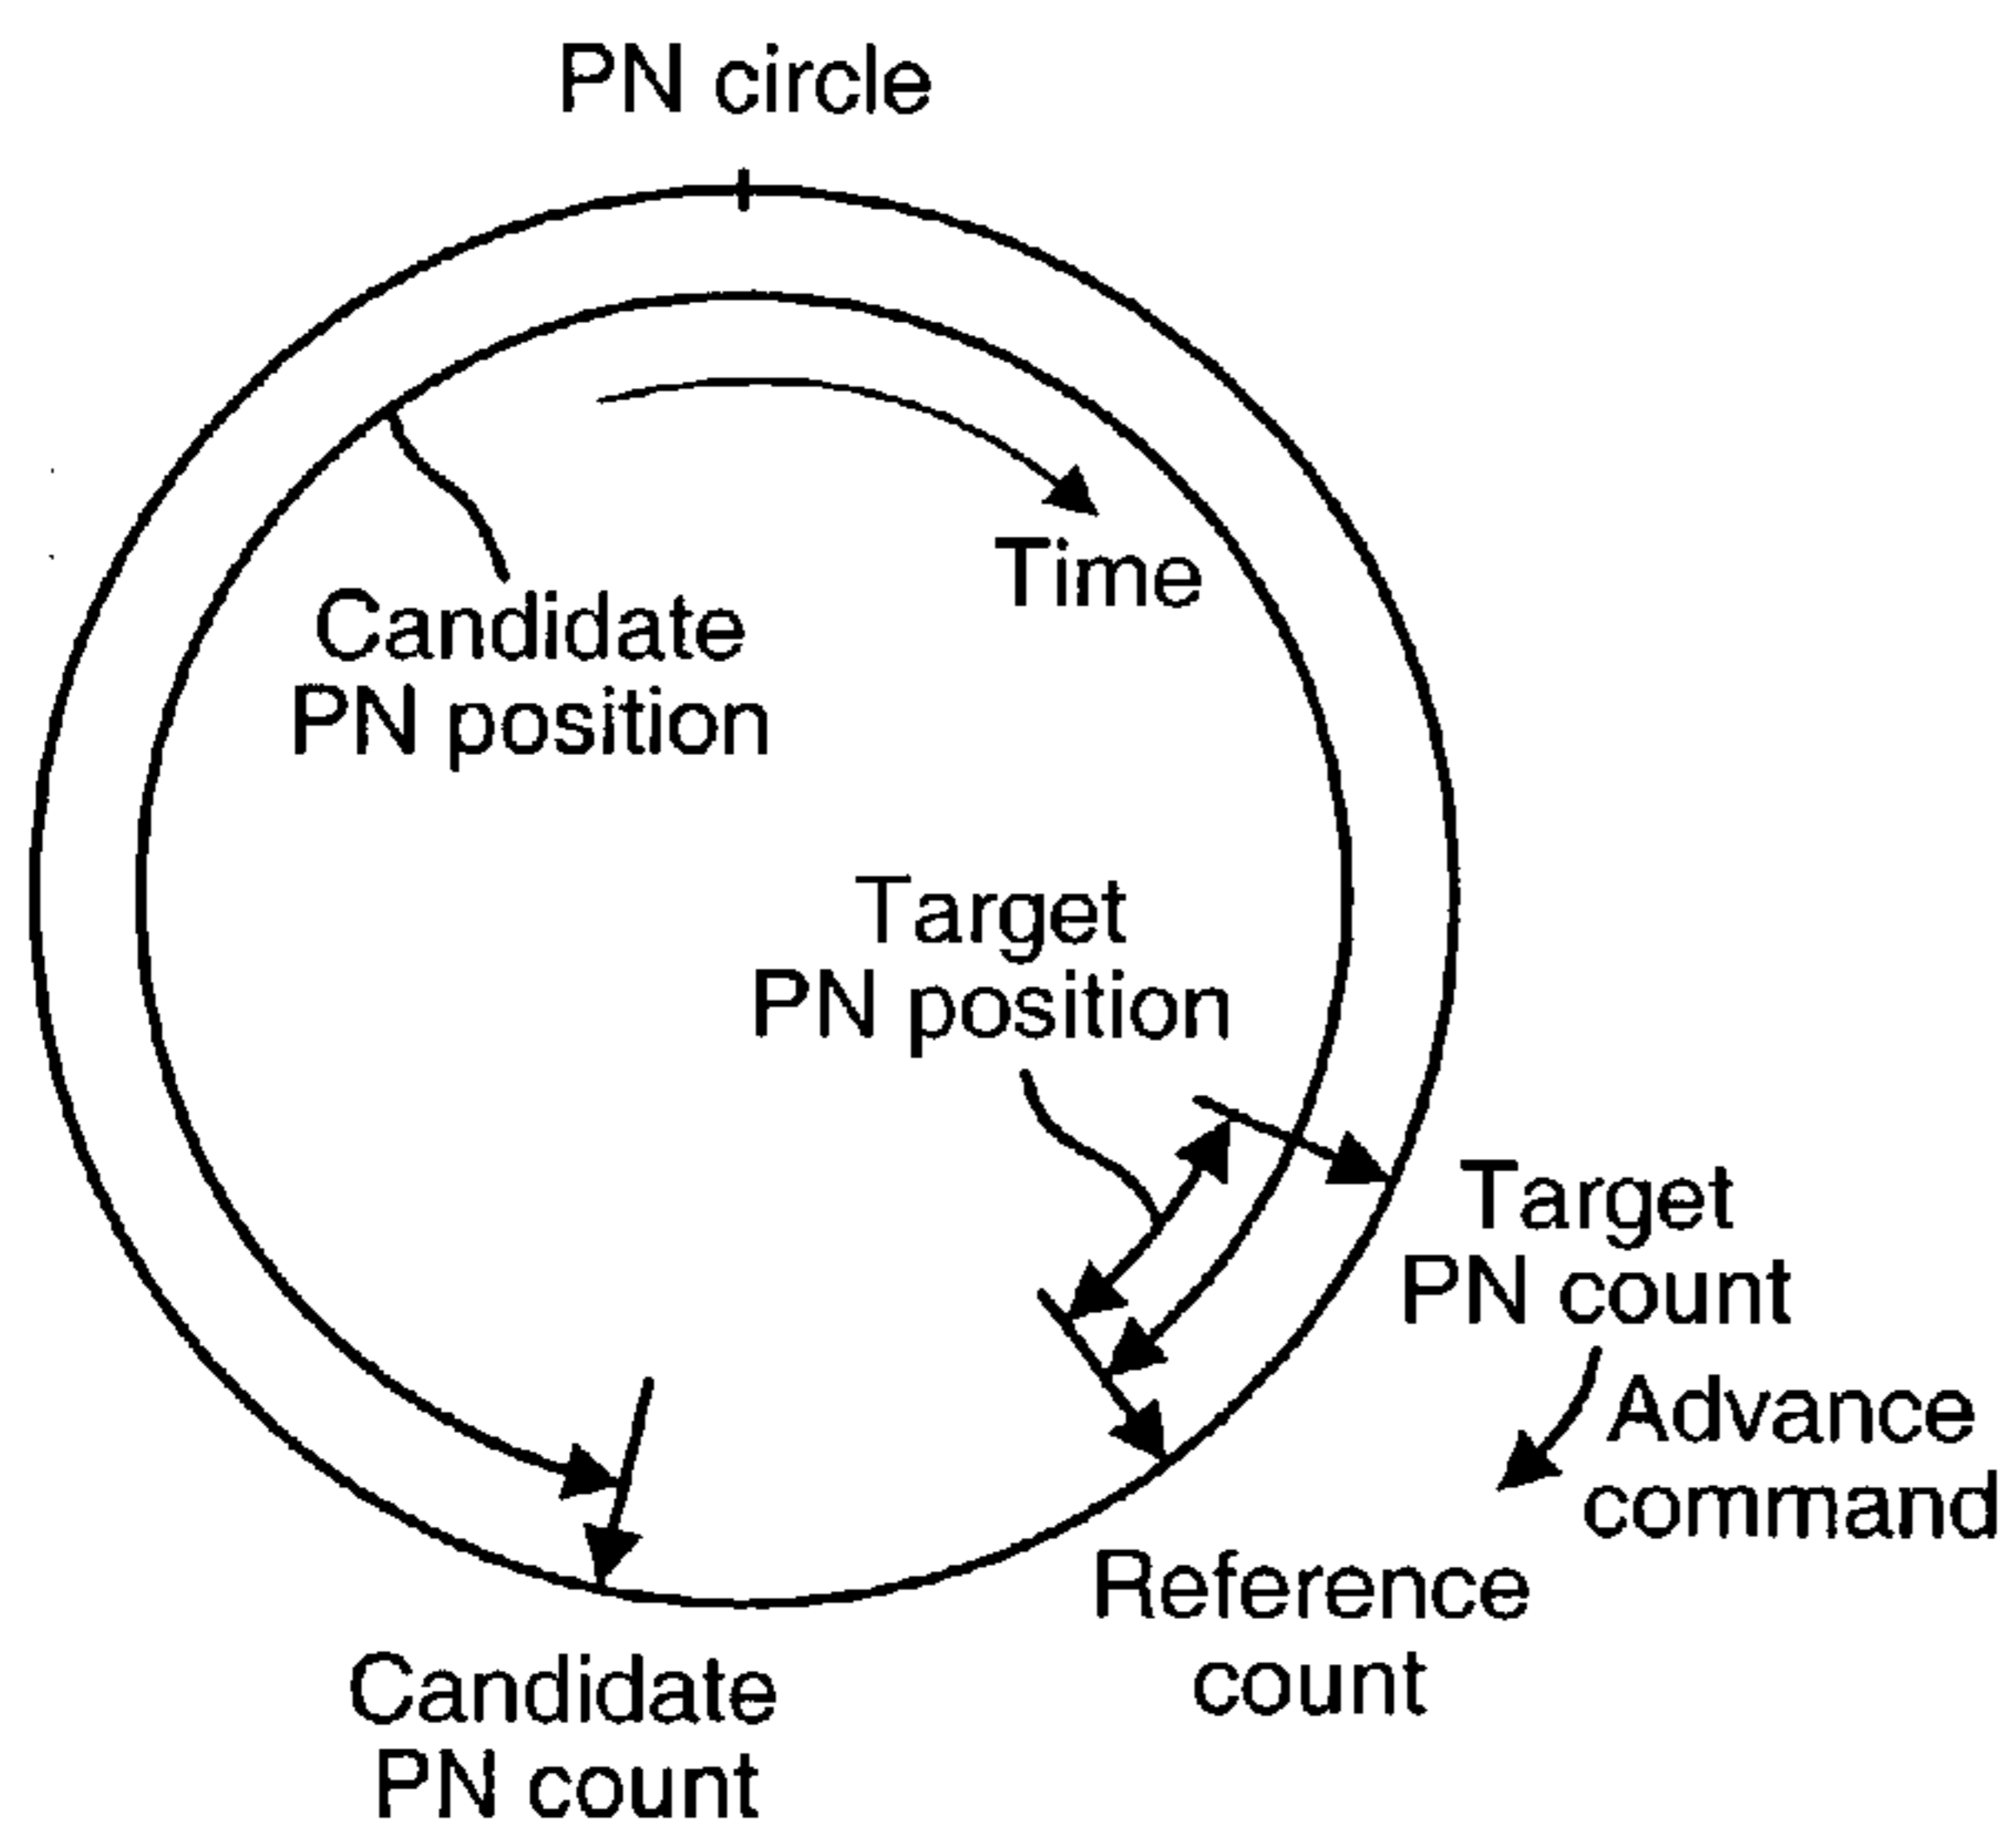 PN circle
Time
Candidate
PN position
Target
PN position
Target
PN count
Advance
command
Reference
count
Candidate
PN count